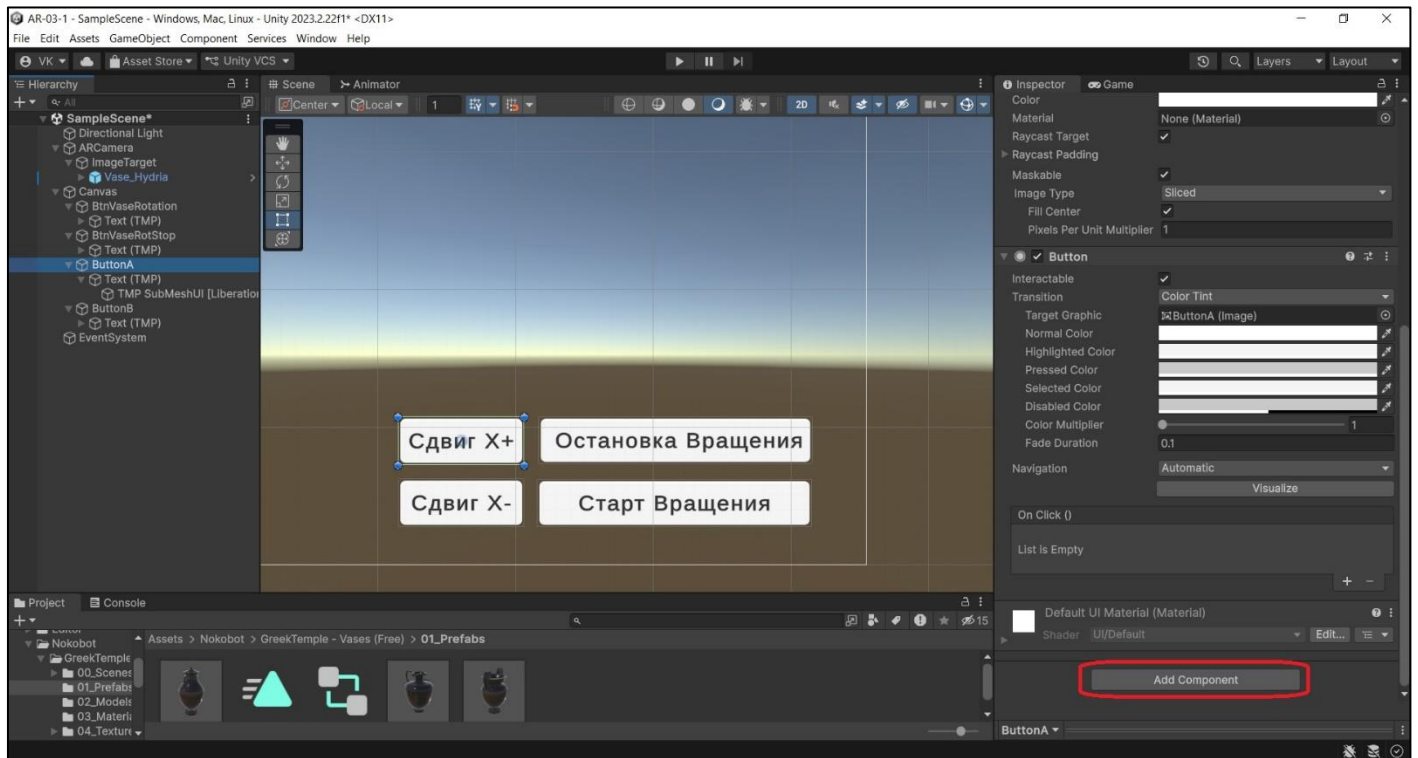 AR-03-1 - SampleScene - Windows, Mac, Linux - Unity 2023.2.22f1* <DX11>
File Edit Assets GameObject Component Services Window Help
VK Asset Store Unity VCS Layers Layout
Hierarchy
All
SampleScene*
Directional Light
ARCamera
ImageTarget
Vase_Hydria
Canvas
BtnVaseRotation
Text (TMP)
BtnVaseRotStop
Text (TMP)
ButtonA
Text (TMP)
TMP SubMeshUI [Liberation
ButtonB
Text (TMP)
EventSystem
Scene Animator
Center Local 1 2D
Сдвиг X+ Остановка Вращения
Сдвиг X- Старт Вращения
Inspector Game
Color
Material None (Material)
Raycast Target
Raycast Padding
Maskable
Image Type Sliced
Fill Center
Pixels Per Unit Multiplier 1
Button
Interactable
Transition Color Tint
Target Graphic ButtonA (Image)
Normal Color
Highlighted Color
Pressed Color
Selected Color
Disabled Color
Color Multiplier 1
Fade Duration 0.1
Navigation Automatic
Visualize
On Click ()
List is Empty
+ -
Default UI Material (Material)
Shader UI/Default Edit...
Add Component
ButtonA
Project Console
15
Nokobot
GreekTemple
00_Scenes
01_Prefabs
02_Models
03_Materia
04_Texture
Assets > Nokobot > GreekTemple - Vases (Free) > 01_Prefabs